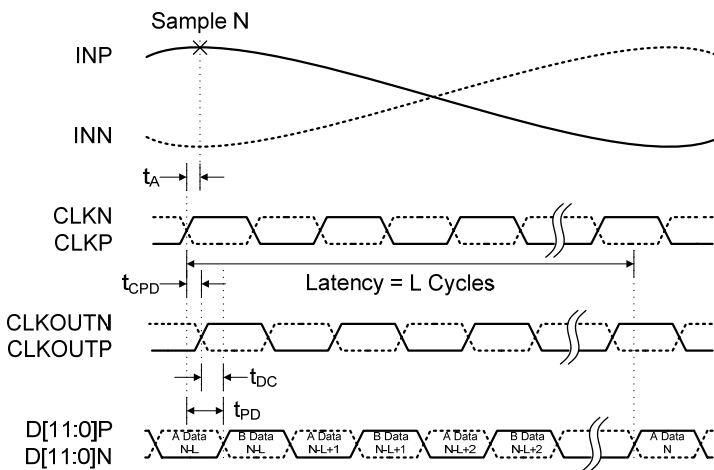 Sample N
INP
INN
tA
CLKN
CLKP
tCPD
Latency = L Cycles
CLKOUTN
CLKOUTP
tDC
tPD
D[11:0]P
D[11:0]N
A Data
N-L
B Data
N-L
A Data
N-L+1
B Data
N-L+1
A Data
N-L+2
B Data
N-L+2
A Data
N